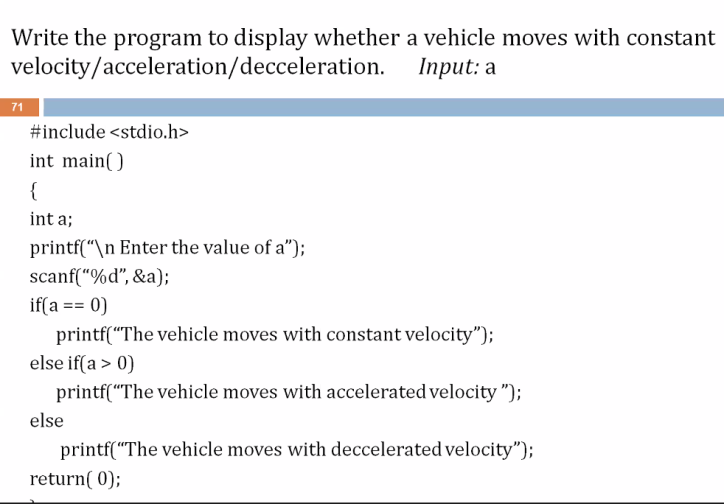 Write the program to display whether a vehicle moves with constant
velocity/acceleration/decceleration. Input: a
71
#include <stdio.h>
int main( )
{
int a;
printf(“\n Enter the value of a”);
scanf(“%d”, &a);
if(a == 0)
printf(“The vehicle moves with constant velocity”);
else if(a > 0)
printf(“The vehicle moves with accelerated velocity ”);
else
printf(“The vehicle moves with deccelerated velocity”);
return( 0);